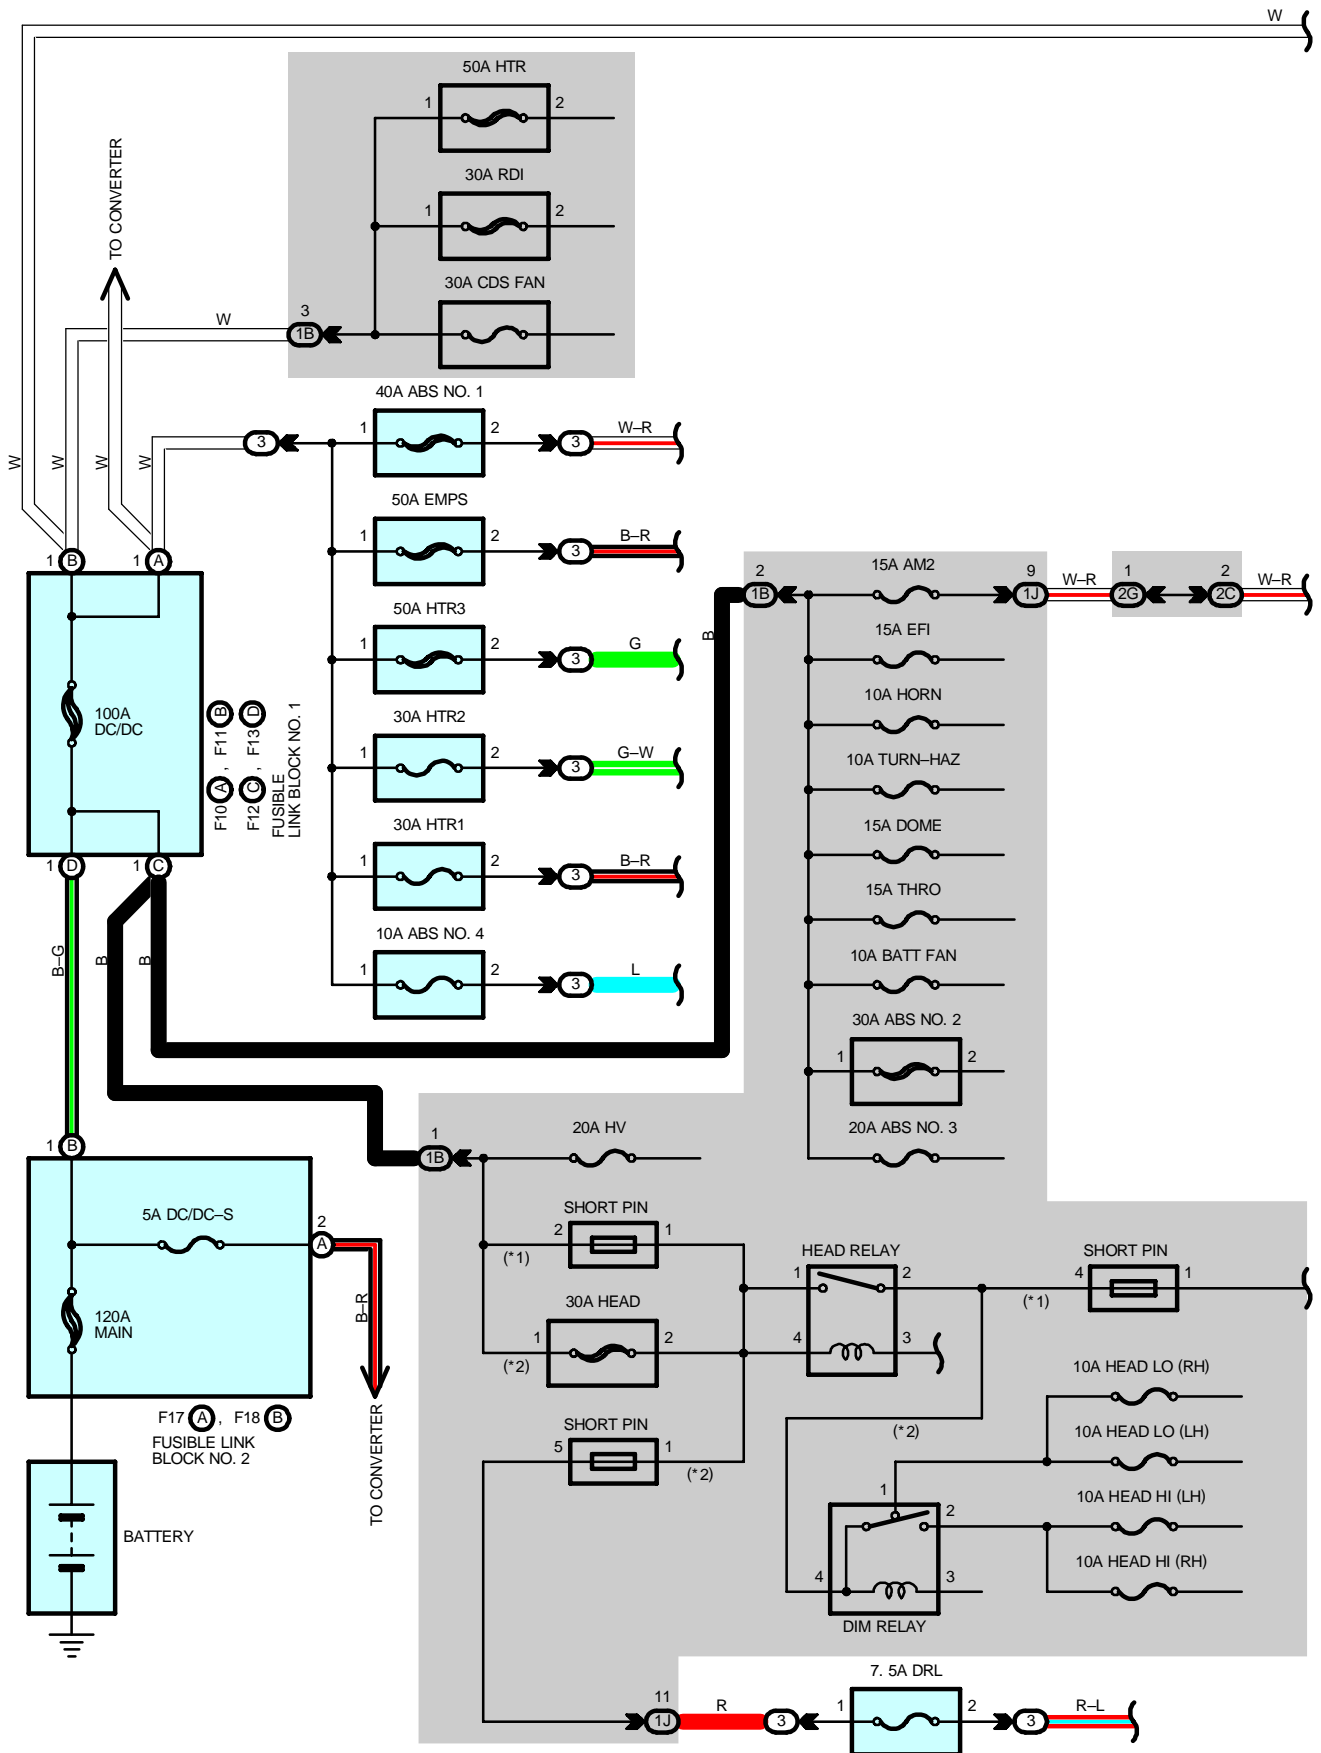 W
50A HTR
1
2
30A RDI
1
2
30A CDS FAN
TO CONVERTER
3
1B
W
40A ABS NO. 1
1
2
3
3
W–R
W
W
W
W
50A EMPS
1
2
3
B–R
1
B
1
A
2
1B
15A AM2
9
1J
W–R
1
2G
2
2C
W–R
50A HTR3
1
2
3
G
B
15A EFI
100A
DC/DC
F10 A , F11 B
F12 C , F13 D
FUSIBLE
LINK BLOCK NO. 1
10A HORN
30A HTR2
1
2
3
G–W
10A TURN–HAZ
30A HTR1
1
2
3
B–R
15A DOME
1
D
1
C
15A THRO
10A ABS NO. 4
1
2
3
L
B–G
B
B
10A BATT FAN
30A ABS NO. 2
1
2
20A ABS NO. 3
1
B
1
1B
20A HV
5A DC/DC–S
2
A
SHORT PIN
2
1
(*1)
HEAD RELAY
1
2
4
3
SHORT PIN
4
1
(*1)
120A
MAIN
B–R
30A HEAD
1
2
(*2)
10A HEAD LO (RH)
F17 A , F18 B
FUSIBLE LINK
BLOCK NO. 2
TO CONVERTER
SHORT PIN
5
1
(*2)
(*2)
10A HEAD LO (LH)
1
2
4
3
DIM RELAY
10A HEAD HI (LH)
10A HEAD HI (RH)
BATTERY
11
1J
R
3
7. 5A DRL
1
2
3
R–L